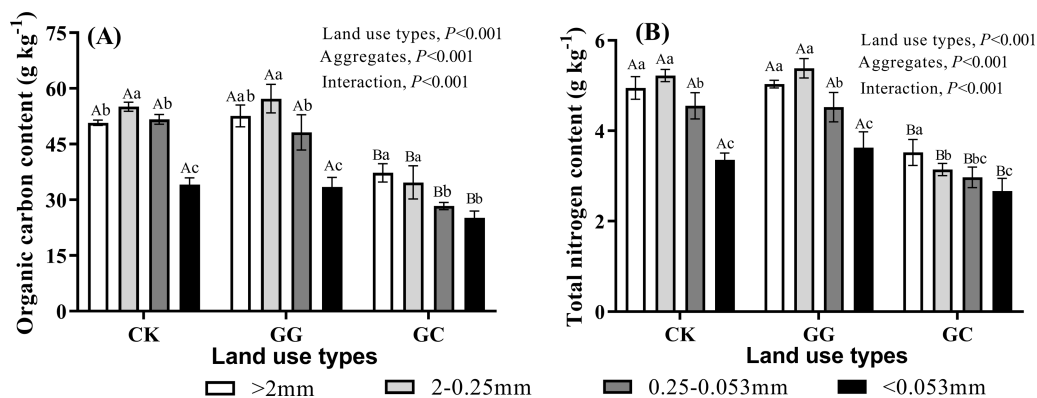 (A)
Organic carbon content (g kg⁻¹)
75
60
45
30
15
0
Land use types, P<0.001
Aggregates, P<0.001
Interaction, P<0.001
Ab
Aa
Ab
Ac
Aab
Aa
Ab
Ac
Ba
Ba
Bb
Bb
CK
GG
GC
Land use types
(B)
Total nitrogen content (g kg⁻¹)
6
4
2
0
Land use types, P<0.001
Aggregates, P<0.001
Interaction, P<0.001
Aa
Aa
Ab
Ac
Aa
Aa
Ab
Ac
Ba
Bb
Bbc
Bc
CK
GG
GC
Land use types
>2mm
2-0.25mm
0.25-0.053mm
<0.053mm